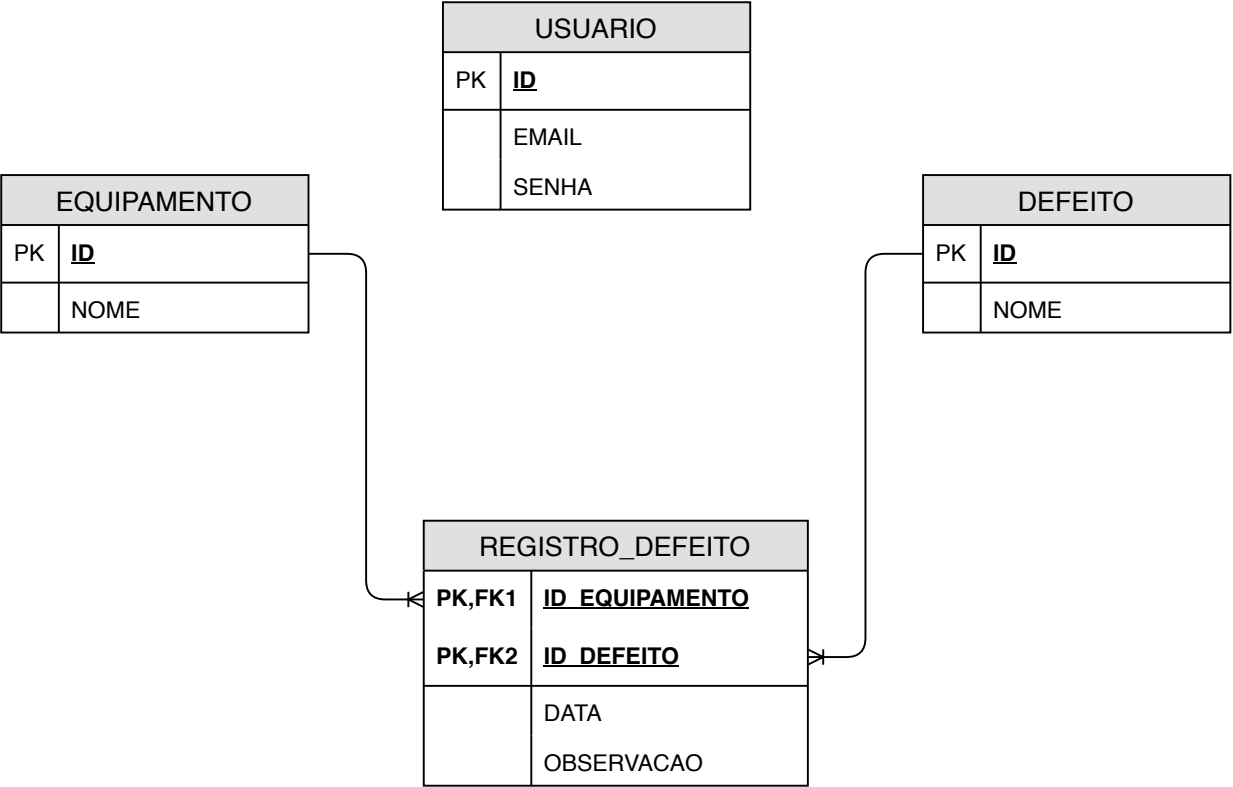 USUARIO
PK ID
EMAIL
SENHA
EQUIPAMENTO
PK ID
NOME
DEFEITO
PK ID
NOME
REGISTRO_DEFEITO
PK,FK1 ID_EQUIPAMENTO
PK,FK2 ID_DEFEITO
DATA
OBSERVACAO